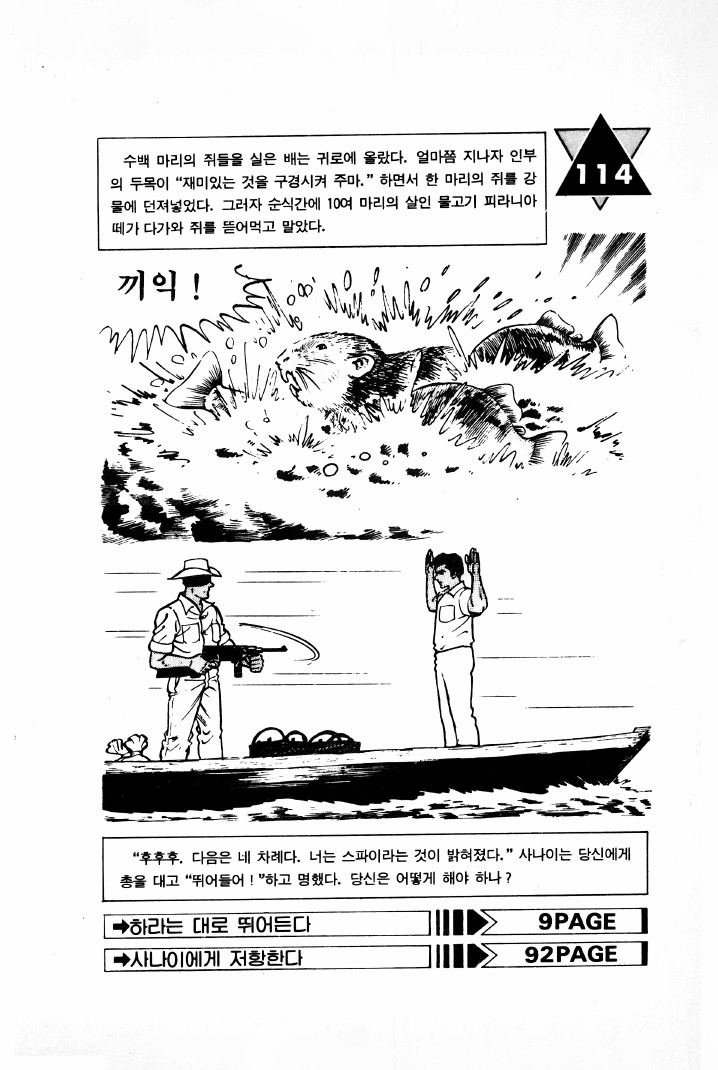 수백 마리의 쥐들을 실은 배는 귀로에 올랐다. 얼마쯤 지나자 인부
의 두목이 “재미있는 것을 구경시켜 주마.” 하면서 한 마리의 쥐를 강
물에 던져넣었다. 그러자 순식간에 10여 마리의 살인 물고기 피라니아
떼가 다가와 쥐를 뜯어먹고 말았다.
114
끼익 !
“후후후. 다음은 네 차례다. 너는 스파이라는 것이 밝혀졌다.” 사나이는 당신에게
총을 대고 “뛰어들어 ! ”하고 명했다. 당신은 어떻게 해야 하나 ?
➡하라는 대로 뛰어든다 9PAGE
➡사나이에게 저항한다 92PAGE